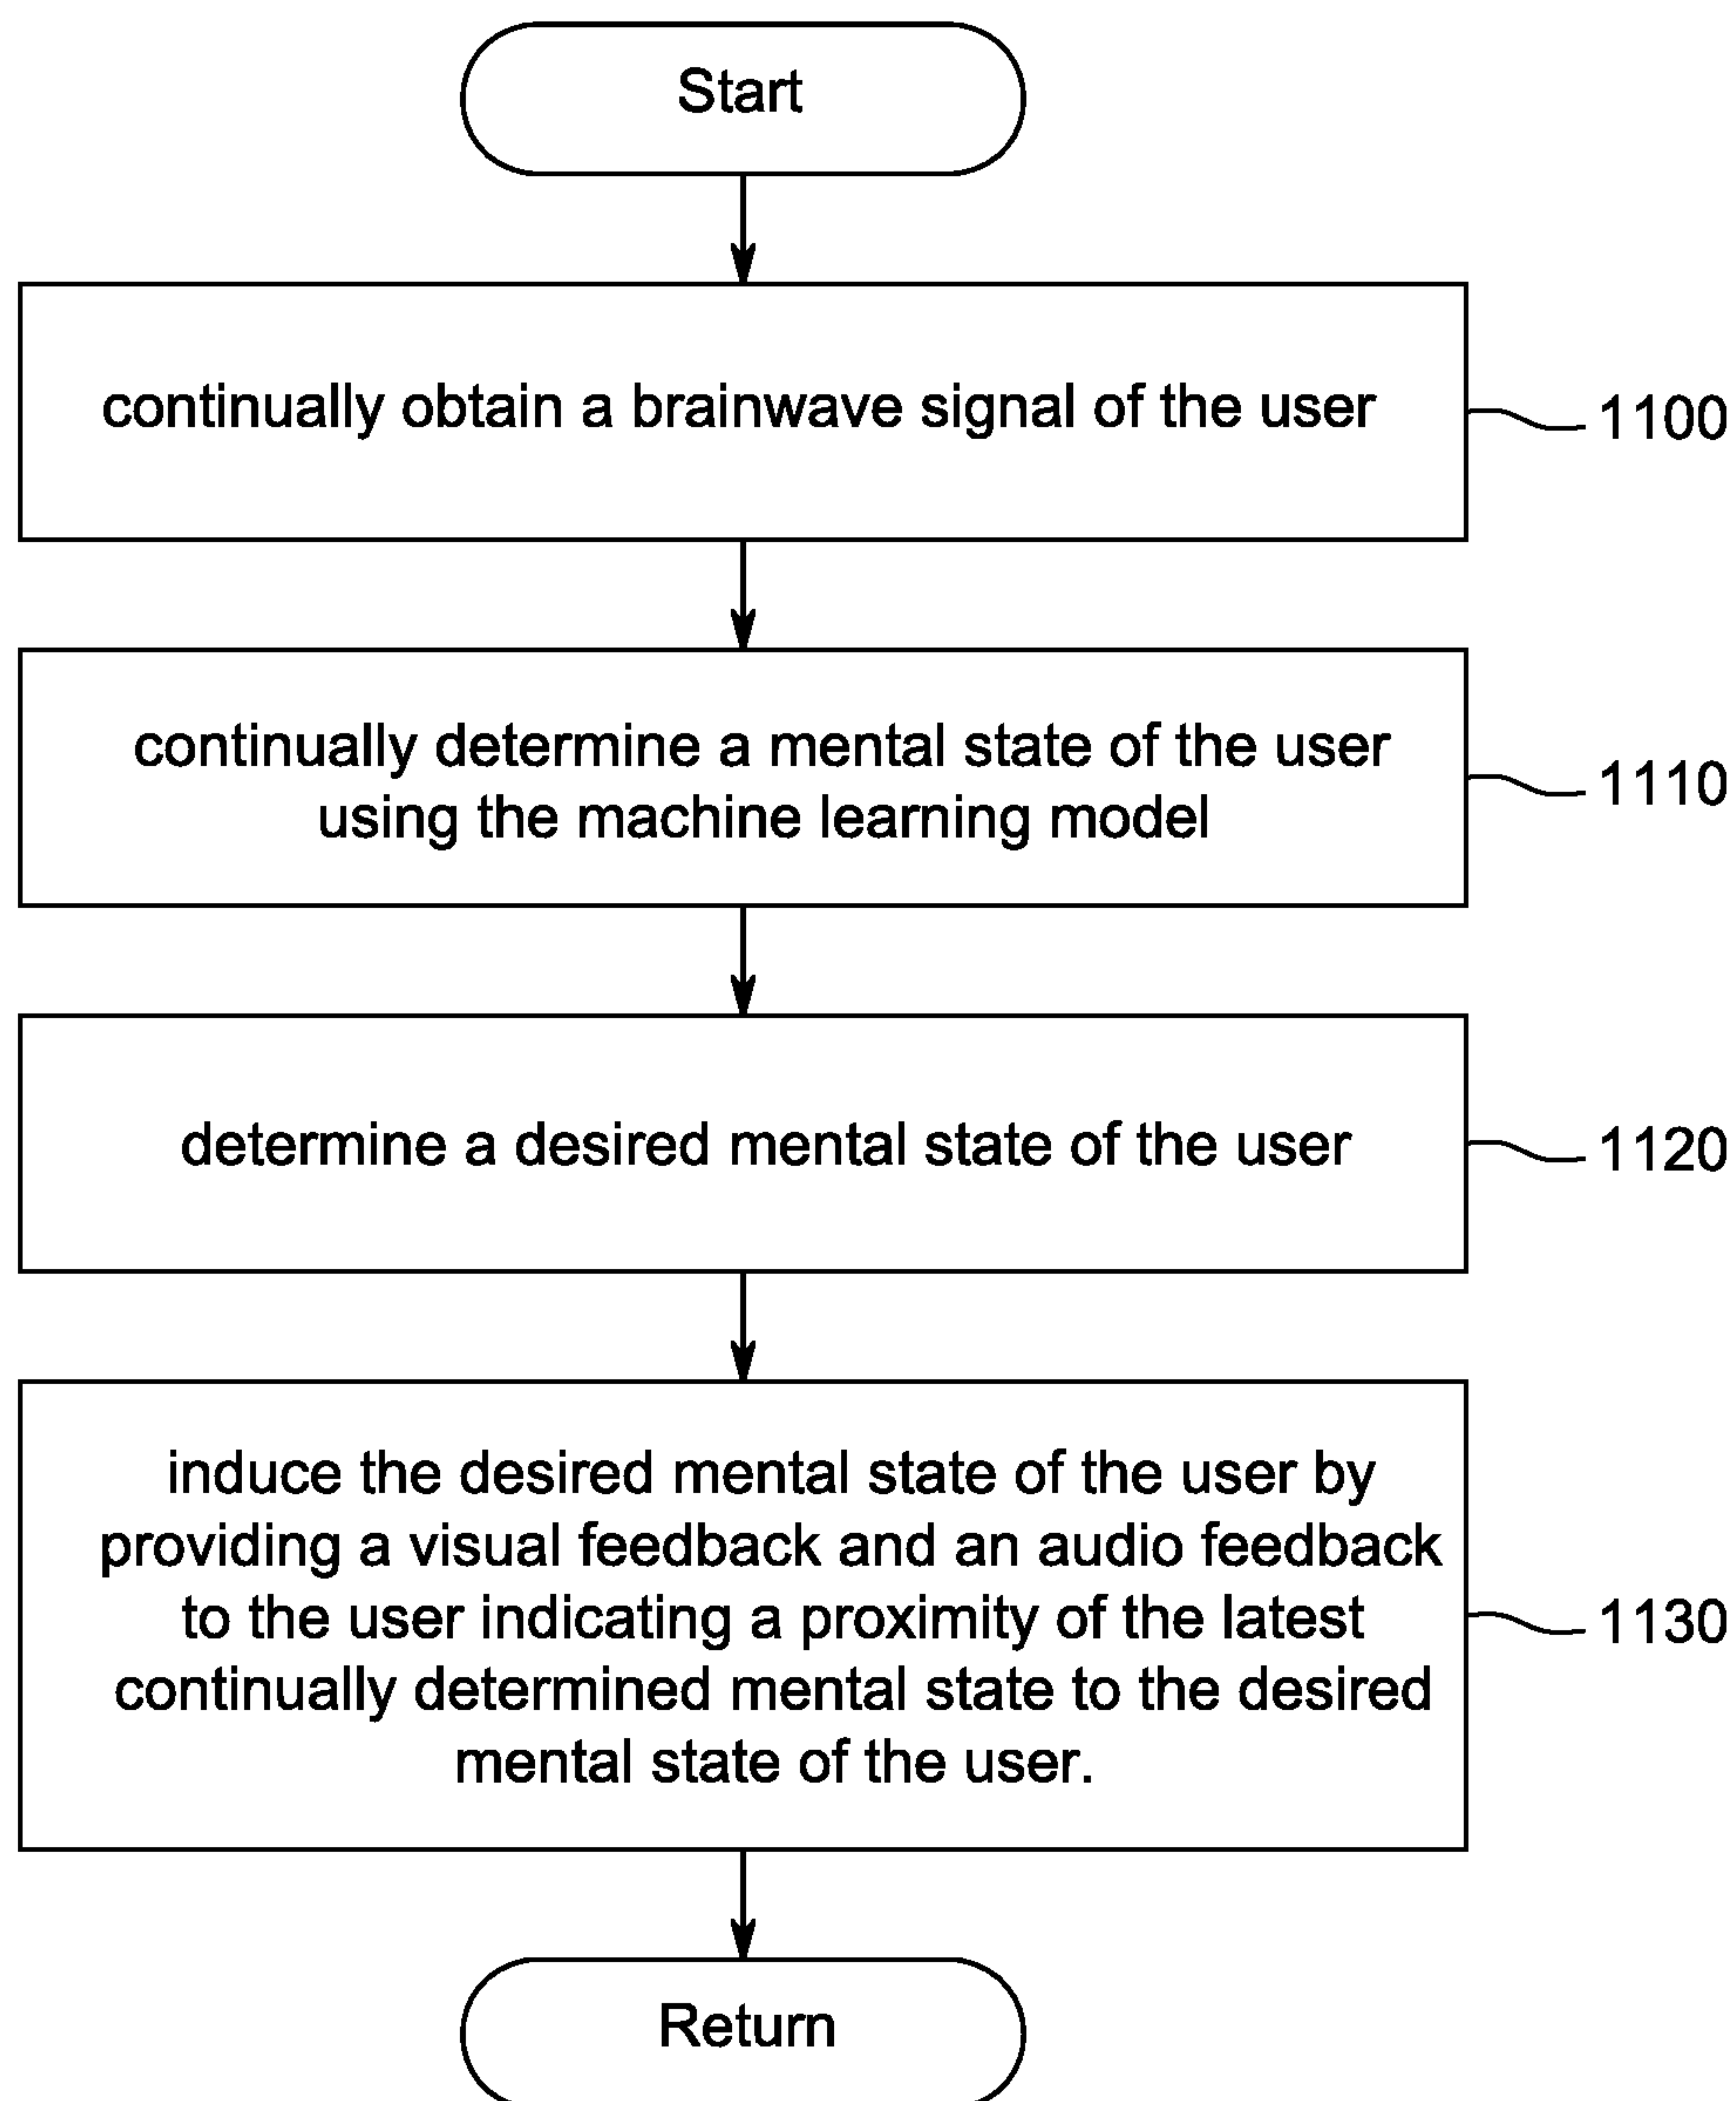 Start
continually obtain a brainwave signal of the user
1100
continually determine a mental state of the user
using the machine learning model
1110
determine a desired mental state of the user
1120
induce the desired mental state of the user by
providing a visual feedback and an audio feedback
to the user indicating a proximity of the latest
continually determined mental state to the desired
mental state of the user.
1130
Return